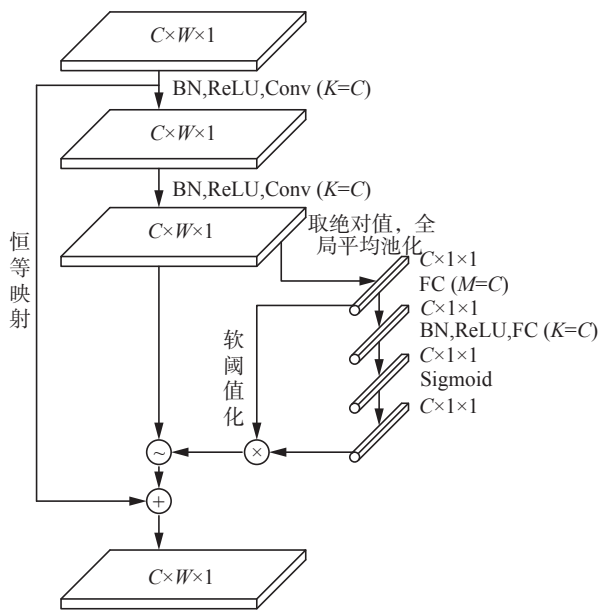 C×W×1
BN,ReLU,Conv (K=C)
C×W×1
BN,ReLU,Conv (K=C)
C×W×1
取绝对值，全
局平均池化
C×1×1
FC (M=C)
C×1×1
BN,ReLU,FC (K=C)
C×1×1
Sigmoid
C×1×1
恒等映射
软阈值化
~
×
+
C×W×1